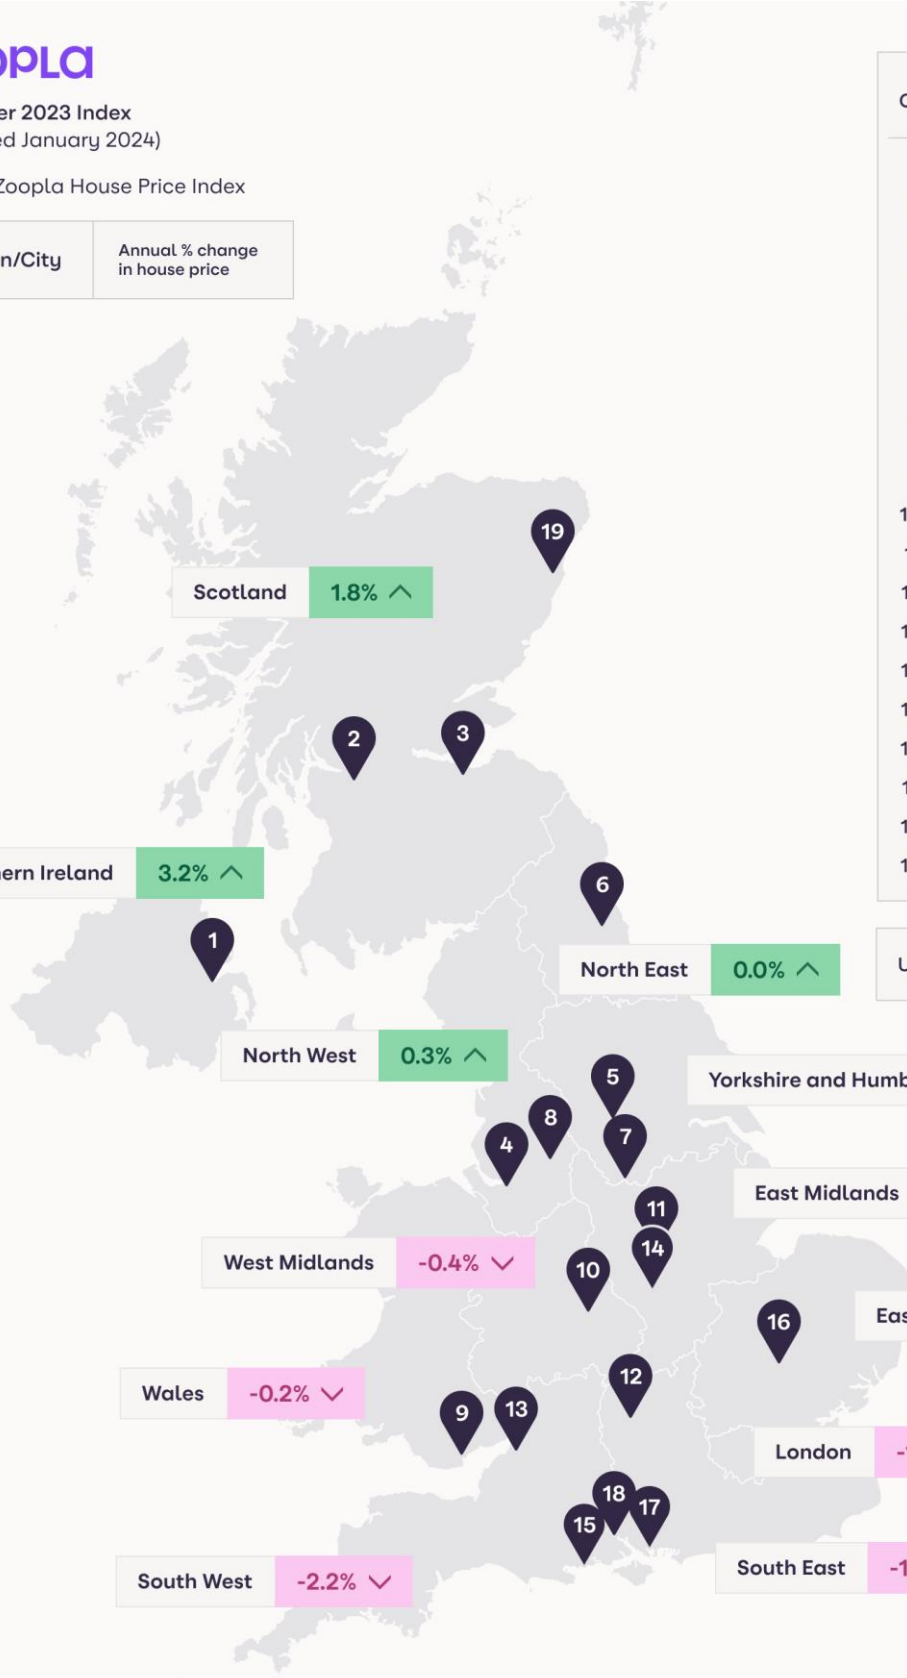 opla
er 2023 Index
ed January 2024)
Zoopla House Price Index
n/City
Annual % change
in house price
19
Scotland 1.8%
2
3
ern Ireland 3.2%
6
1
North East 0.0%
North West 0.3%
5
Yorkshire and Humb
8
7
4
East Midlands
11
14
West Midlands -0.4%
10
16
Eas
12
Wales -0.2%
9
13
London
18
17
15
South East -1
South West -2.2%